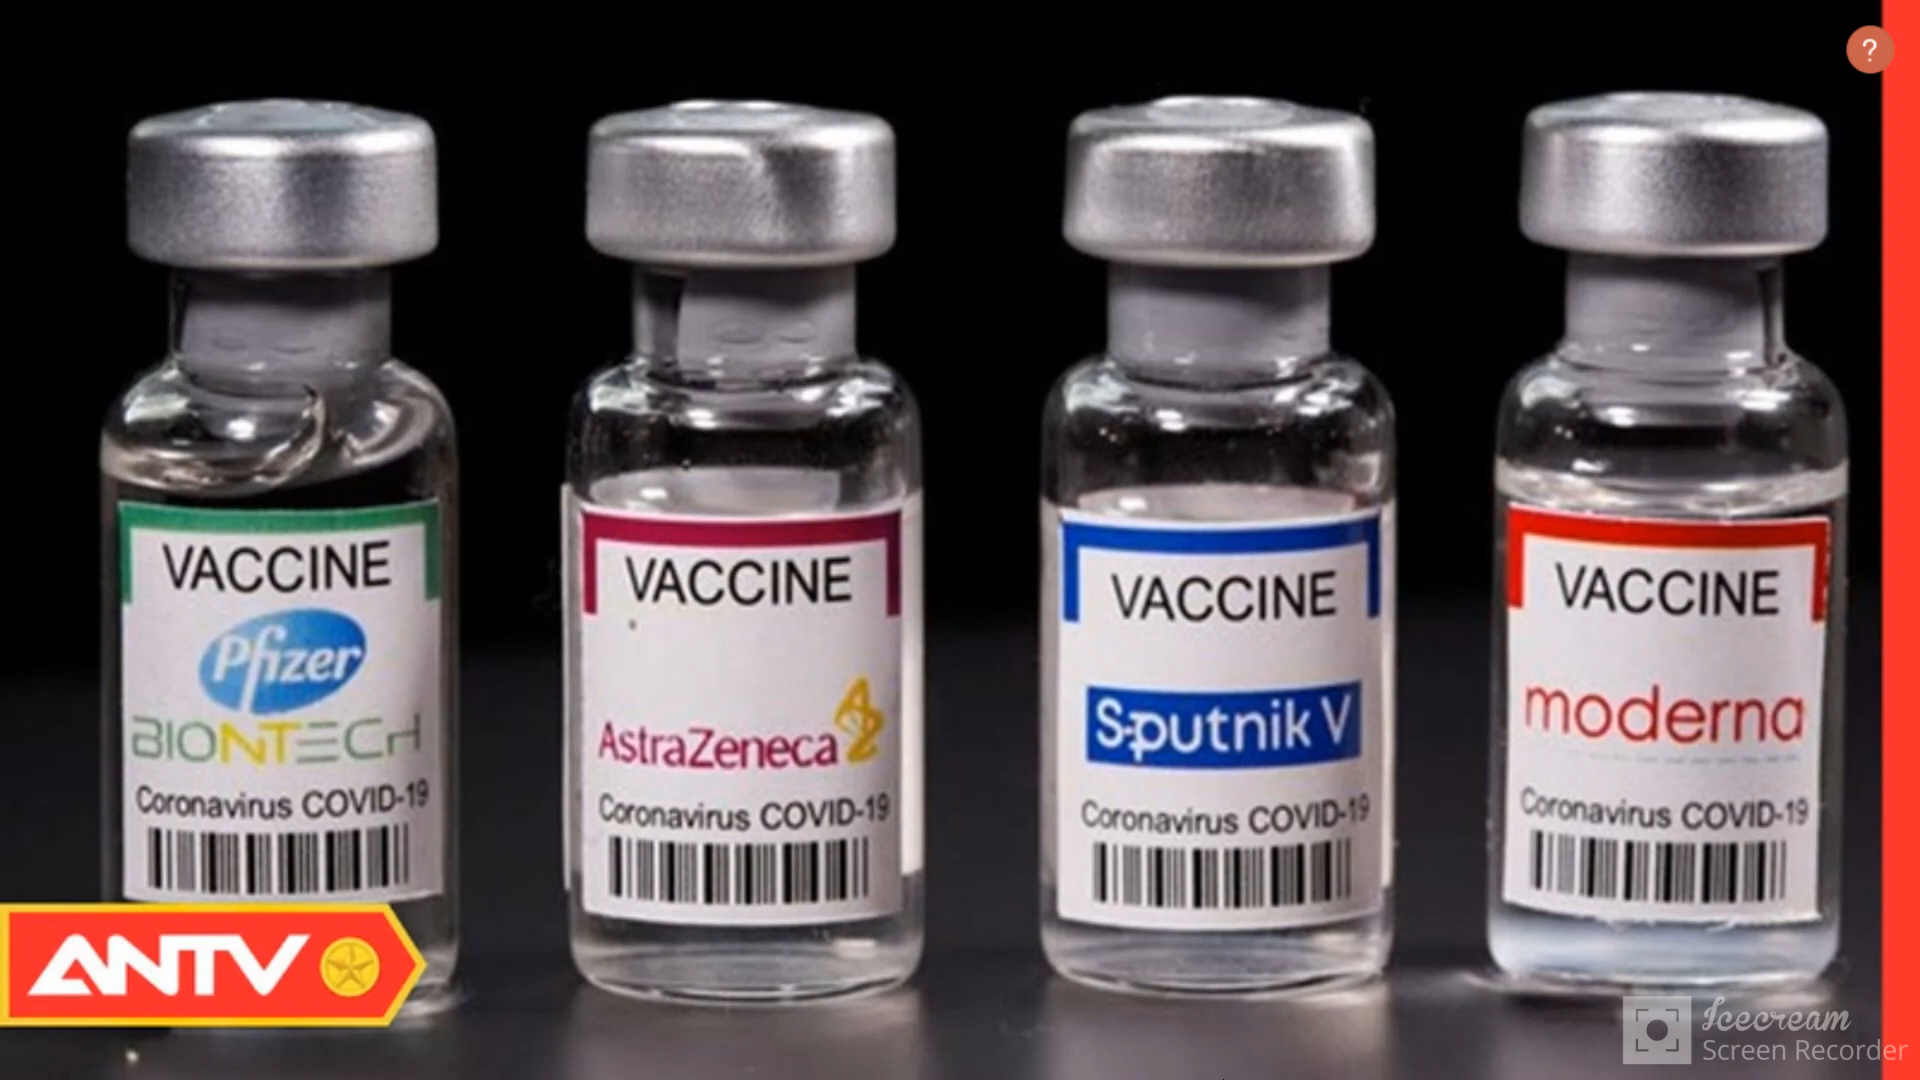 ?
VACCINE
Pfizer
BIONTECH
Coronavirus COVID-19
VACCINE
AstraZeneca
Coronavirus COVID-19
VACCINE
Sputnik V
Coronavirus COVID-19
VACCINE
moderna
Coronavirus COVID-19
ANTV
Icecream
Screen Recorder